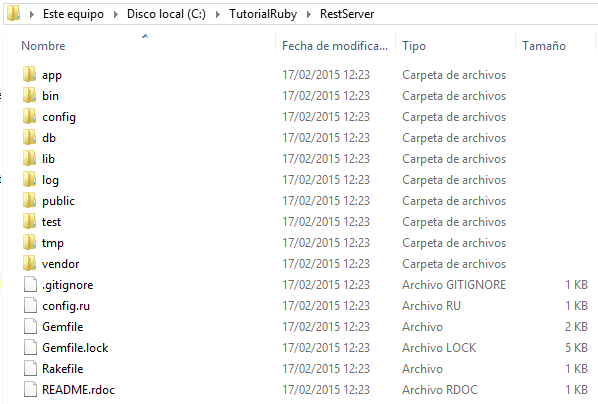 Este equipo Disco local (C:) TutorialRuby RestServer
Nombre Fecha de modifica... Tipo Tamaño
app 17/02/2015 12:23 Carpeta de archivos
bin 17/02/2015 12:23 Carpeta de archivos
config 17/02/2015 12:23 Carpeta de archivos
db 17/02/2015 12:23 Carpeta de archivos
lib 17/02/2015 12:23 Carpeta de archivos
log 17/02/2015 12:23 Carpeta de archivos
public 17/02/2015 12:23 Carpeta de archivos
test 17/02/2015 12:23 Carpeta de archivos
tmp 17/02/2015 12:23 Carpeta de archivos
vendor 17/02/2015 12:23 Carpeta de archivos
.gitignore 17/02/2015 12:23 Archivo GITIGNORE 1 KB
config.ru 17/02/2015 12:23 Archivo RU 1 KB
Gemfile 17/02/2015 12:23 Archivo 2 KB
Gemfile.lock 17/02/2015 12:23 Archivo LOCK 5 KB
Rakefile 17/02/2015 12:23 Archivo 1 KB
README.rdoc 17/02/2015 12:23 Archivo RDOC 1 KB